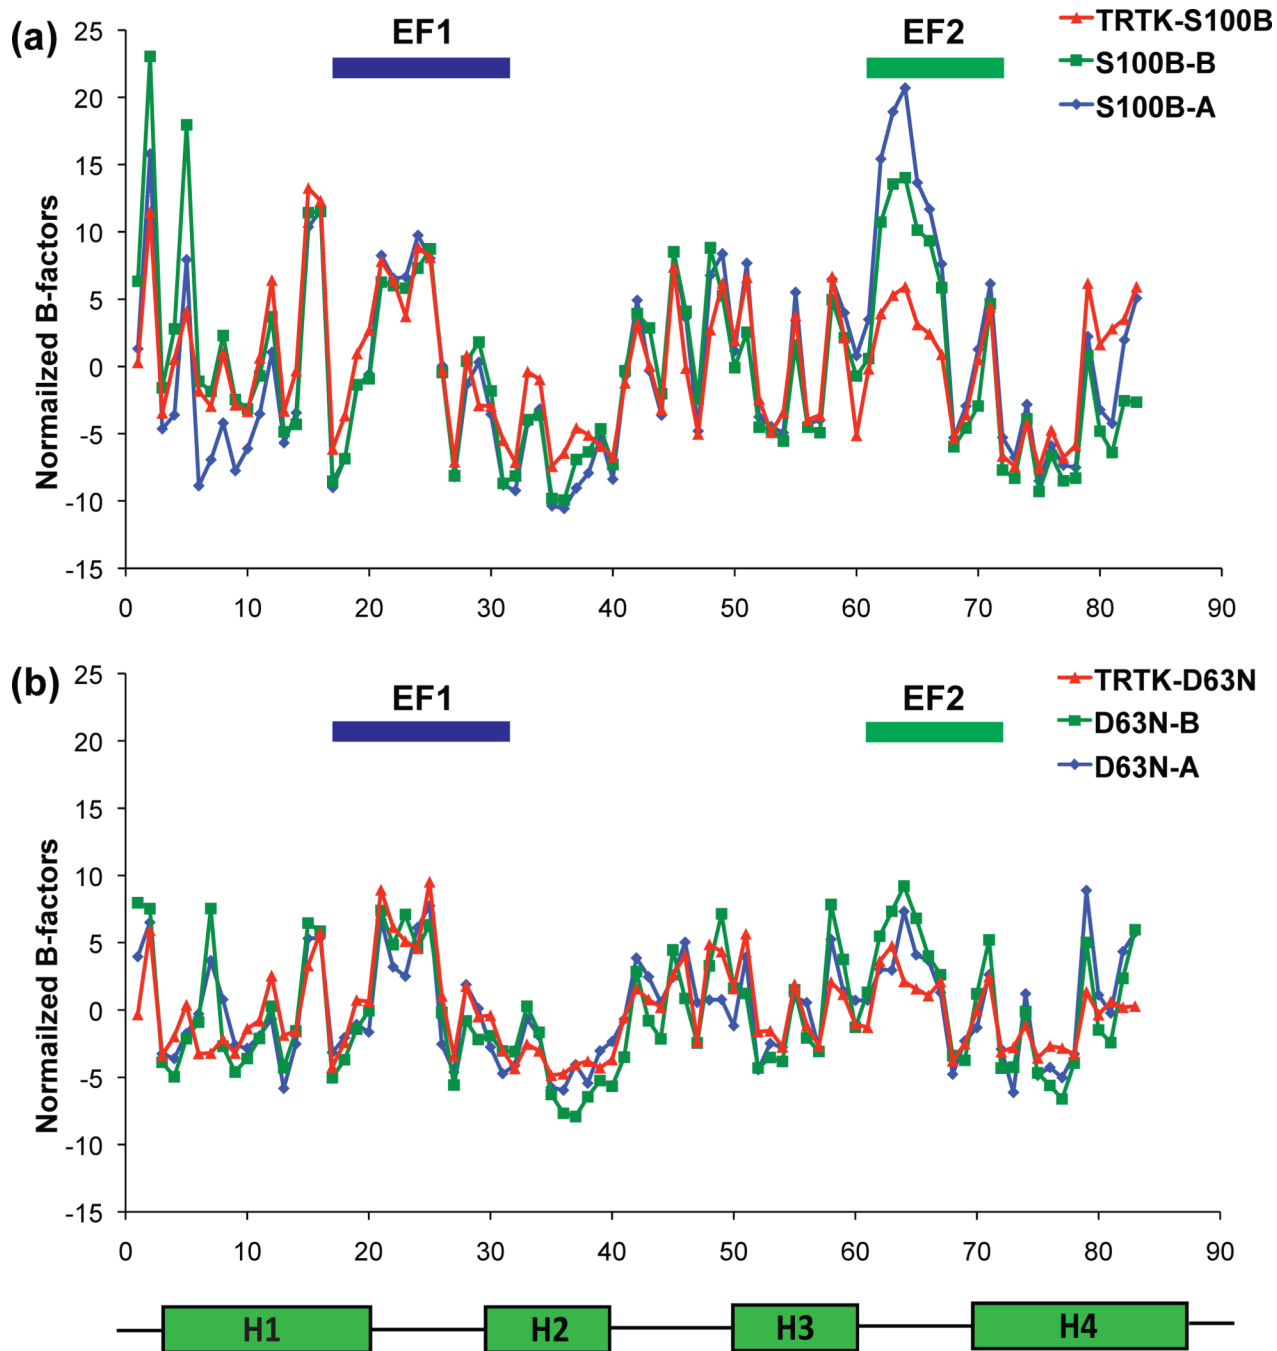 (a)
EF1
EF2
TRTK-S100B
S100B-B
S100B-A
Normailzed B-factors
25
20
15
10
5
0
-5
-10
-15
0 10 20 30 40 50 60 70 80 90
(b)
EF1
EF2
TRTK-D63N
D63N-B
D63N-A
Normailzed B-factors
25
20
15
10
5
0
-5
-10
-15
0 10 20 30 40 50 60 70 80 90
H1 H2 H3 H4